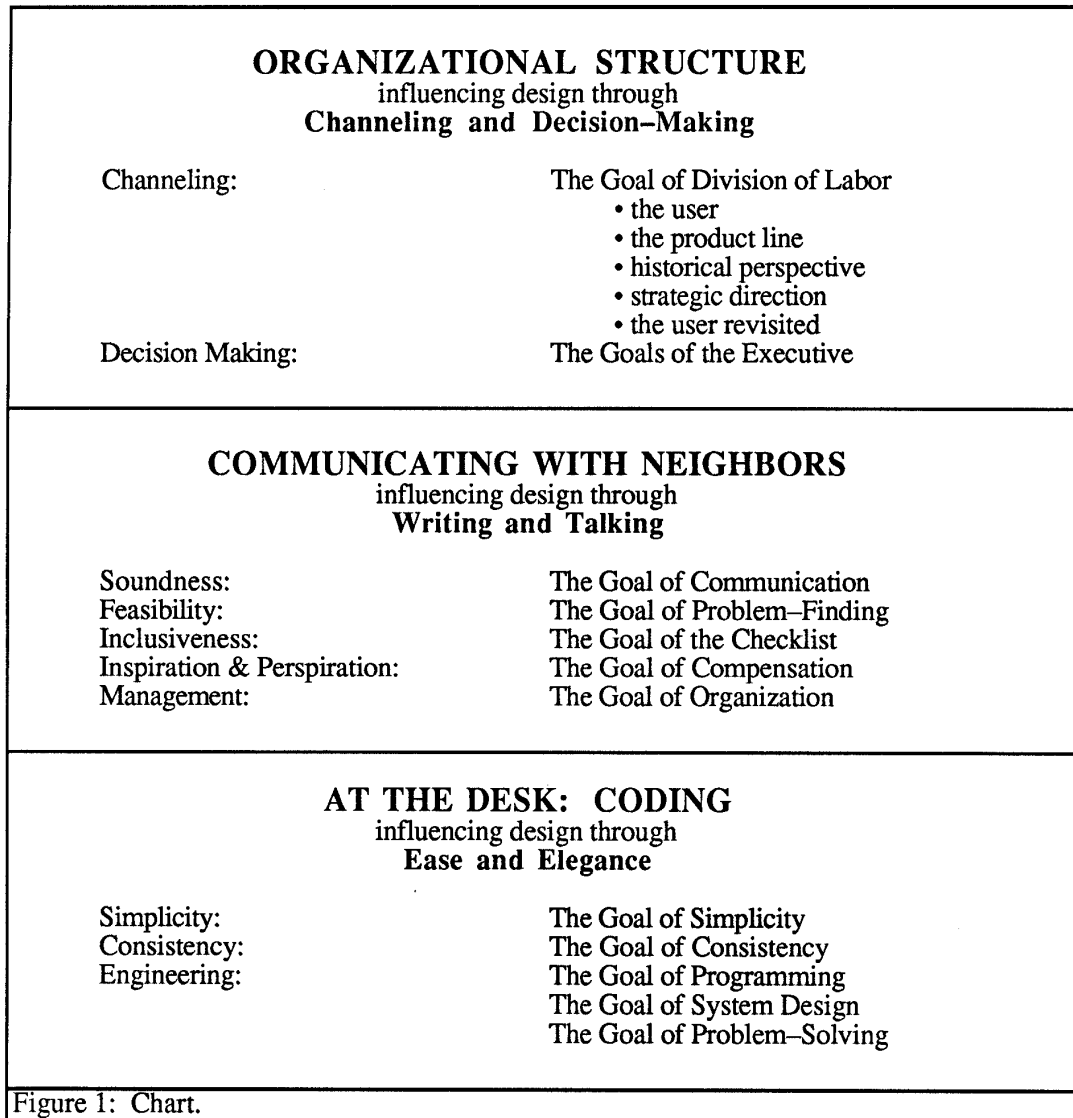 ORGANIZATIONAL STRUCTURE
influencing design through
Channeling and Decision–Making
Channeling: The Goal of Division of Labor
• the user
• the product line
• historical perspective
• strategic direction
• the user revisited
Decision Making: The Goals of the Executive
COMMUNICATING WITH NEIGHBORS
influencing design through
Writing and Talking
Soundness: The Goal of Communication
Feasibility: The Goal of Problem–Finding
Inclusiveness: The Goal of the Checklist
Inspiration & Perspiration: The Goal of Compensation
Management: The Goal of Organization
AT THE DESK: CODING
influencing design through
Ease and Elegance
Simplicity: The Goal of Simplicity
Consistency: The Goal of Consistency
Engineering: The Goal of Programming
The Goal of System Design
The Goal of Problem–Solving
Figure 1: Chart.